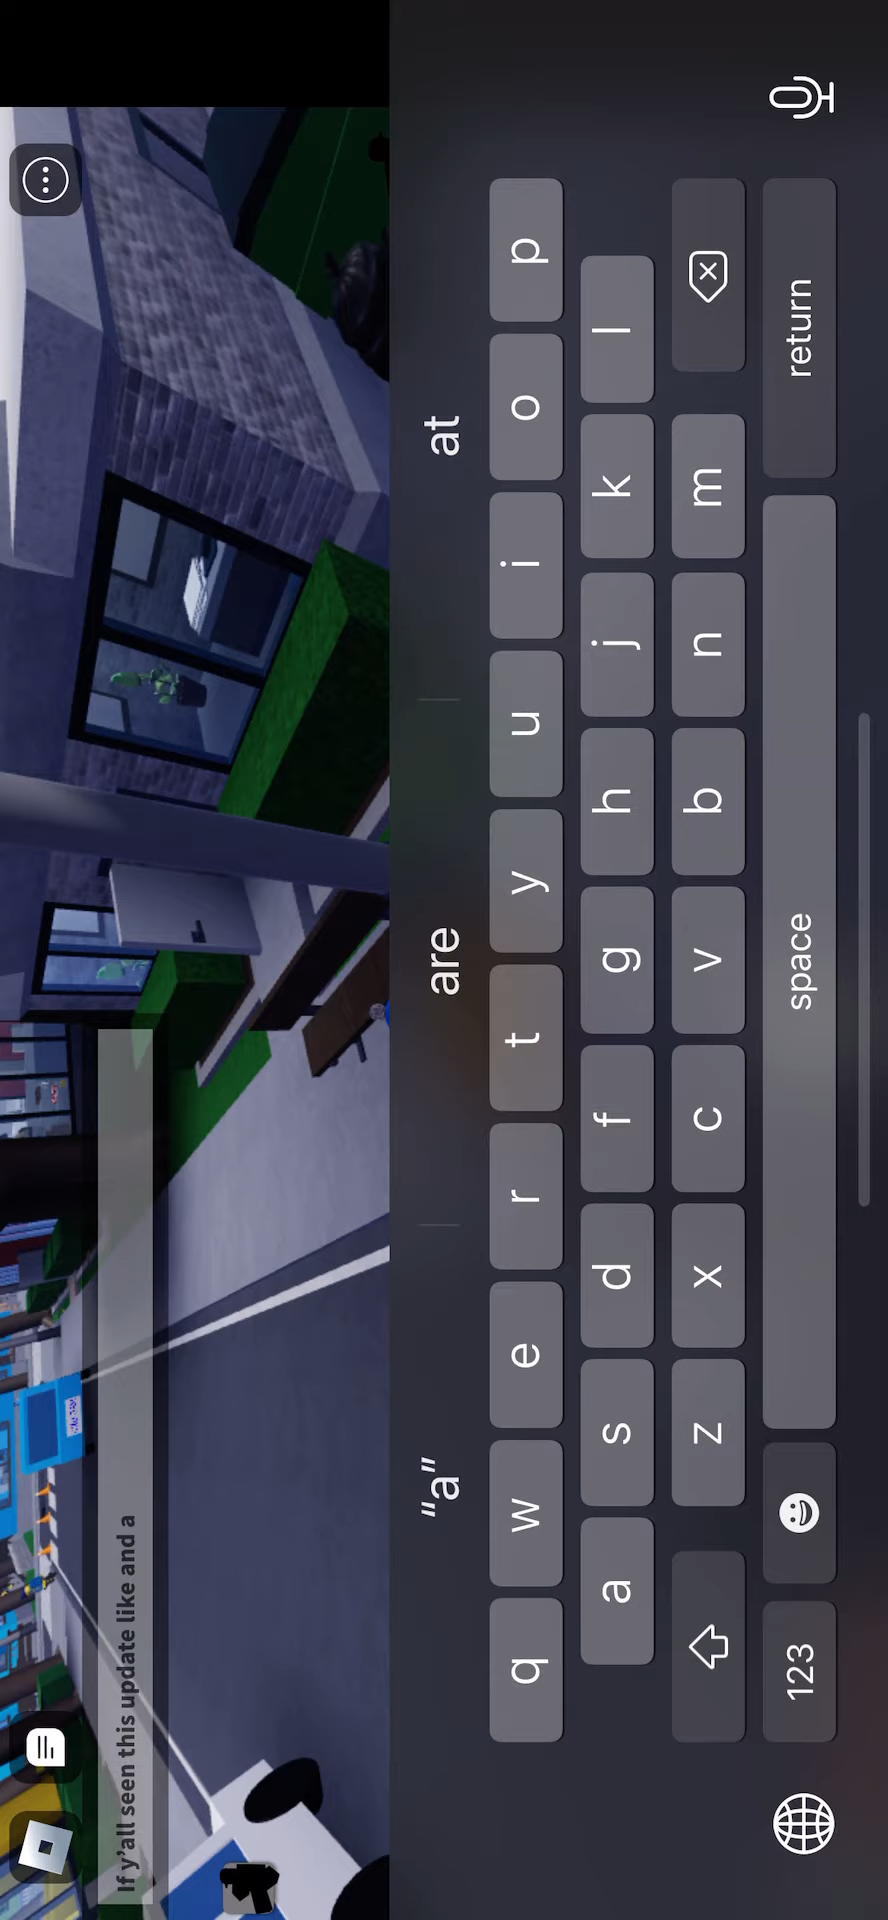 If y'all seen this update like and a
"a"
are
at
q w e r t y u i o p
a s d f g h j k l
z x c v b n m
123
space
return